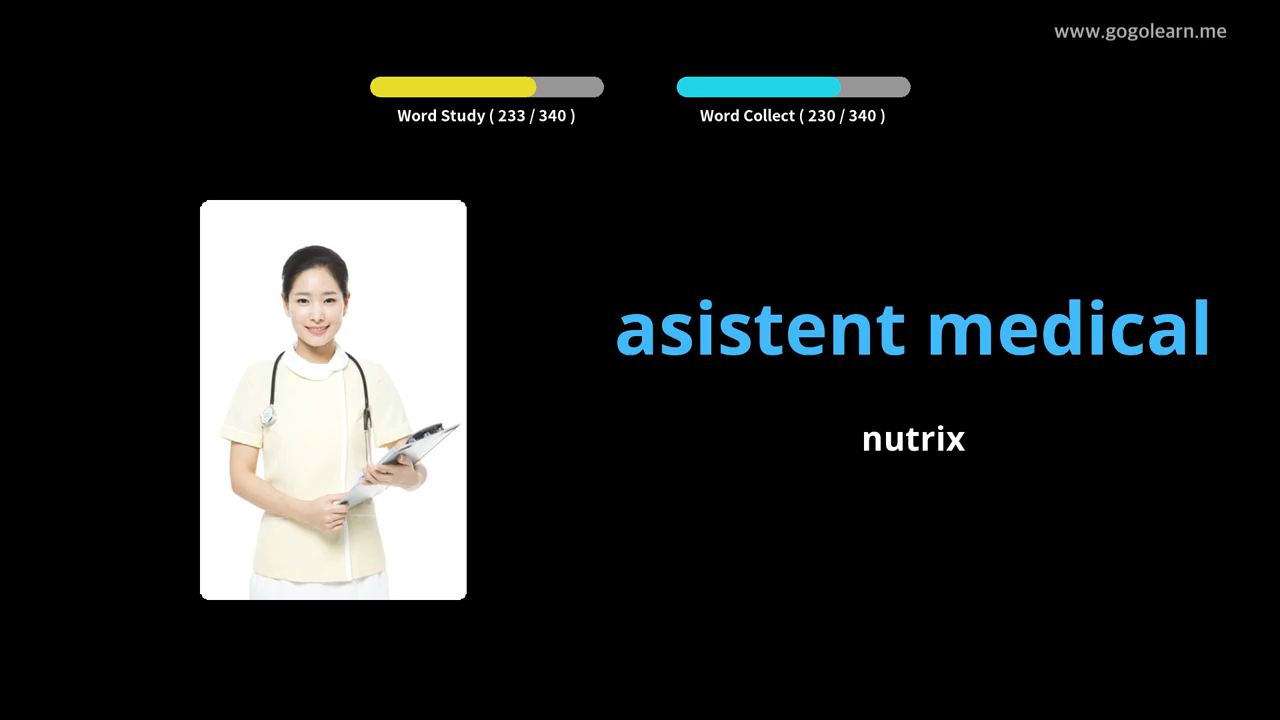 www.gogolearn.me
Word Study ( 233 / 340 )
Word Collect ( 230 / 340 )
asistent medical
nutrix